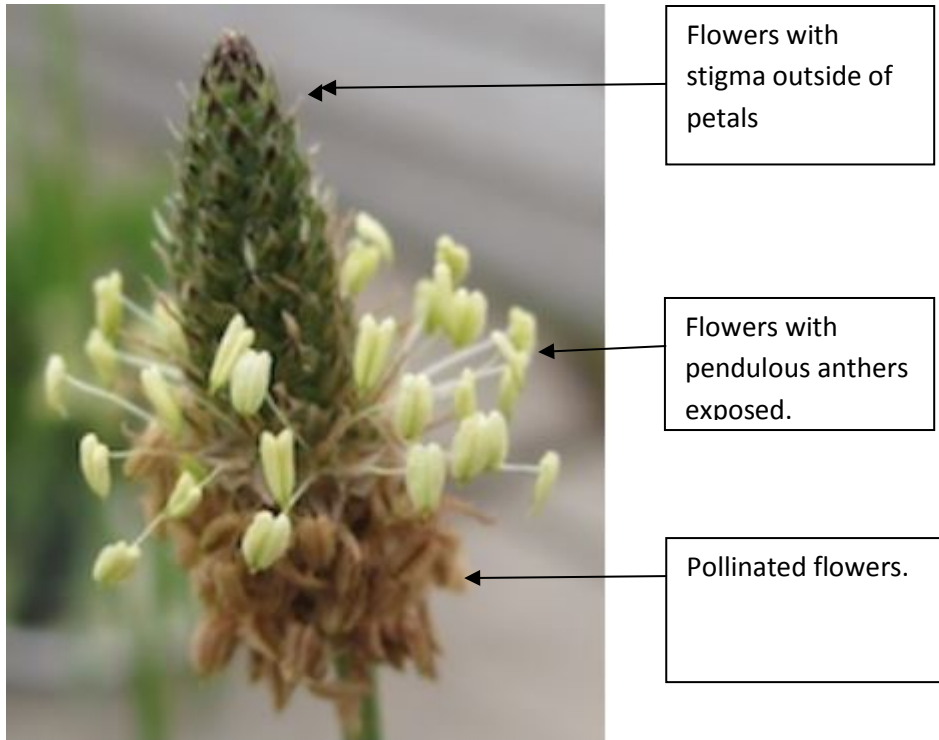 Flowers with
stigma outside of
petals
Flowers with
pendulous anthers
exposed.
Pollinated flowers.